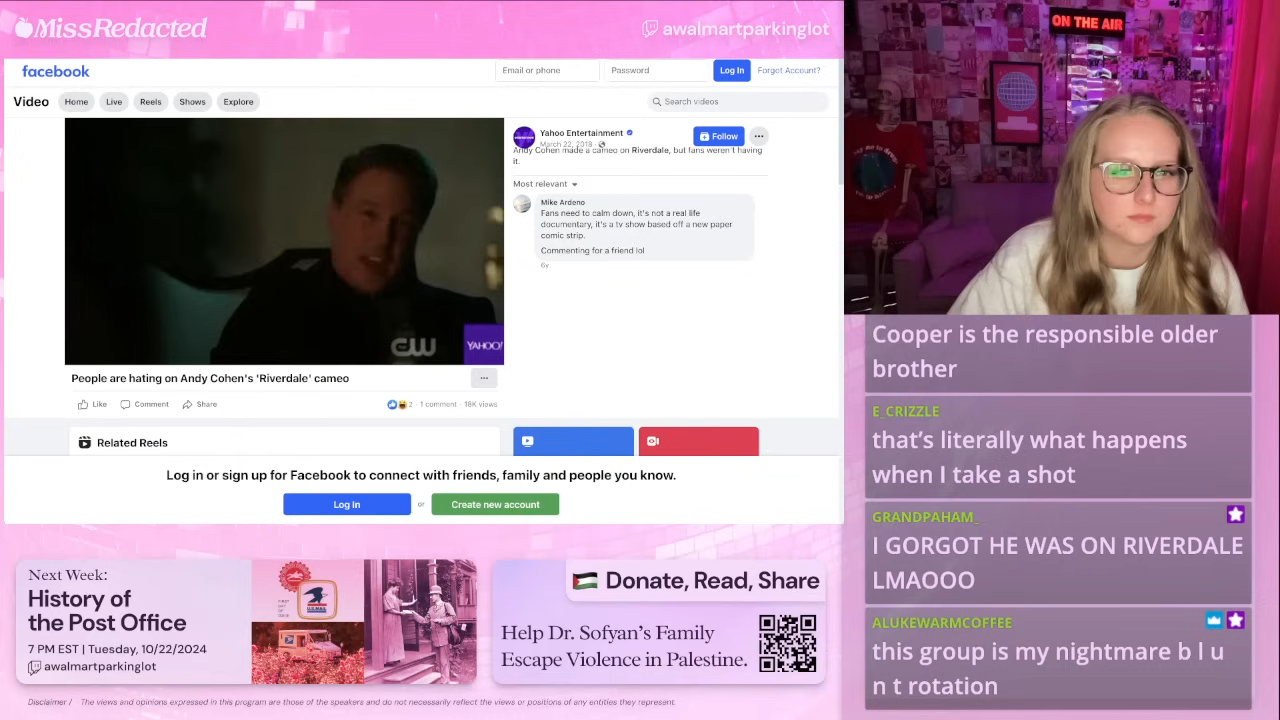 MissRedacted
awalmartparkinglot
ON THE AIR
facebook
Email or phone
Password
Log In
Forgot Account?
Video
Home
Live
Reels
Shows
Explore
Search videos
Yahoo Entertainment
Follow
March 22, 2018
Andy Cohen made a cameo on Riverdale, but fans weren't having
it.
Most relevant
Mike Ardeno
Fans need to calm down, it's not a real life
documentary, it's a tv show based off a new paper
comic strip.
Commenting for a friend lol
6y
CW
YAHOO!
People are hating on Andy Cohen's 'Riverdale' cameo
Like
Comment
Share
2 · 1 comment · 18K views
Related Reels
Log in or sign up for Facebook to connect with friends, family and people you know.
Log In
or
Create new account
Cooper is the responsible older
brother
E_CRIZZLE
that's literally what happens
when I take a shot
GRANDPAHAM_
I GORGOT HE WAS ON RIVERDALE
LMAOOO
ALUKEWARMCOFFEE
this group is my nightmare b l u
n t rotation
Next Week:
History of
the Post Office
7 PM EST | Tuesday, 10/22/2024
awalmartparkinglot
U.S.MAIL
Donate, Read, Share
Help Dr. Sofyan's Family
Escape Violence in Palestine.
Disclaimer / The views and opinions expressed in this program are those of the speakers and do not necessarily reflect the views or positions of any entities they represent.